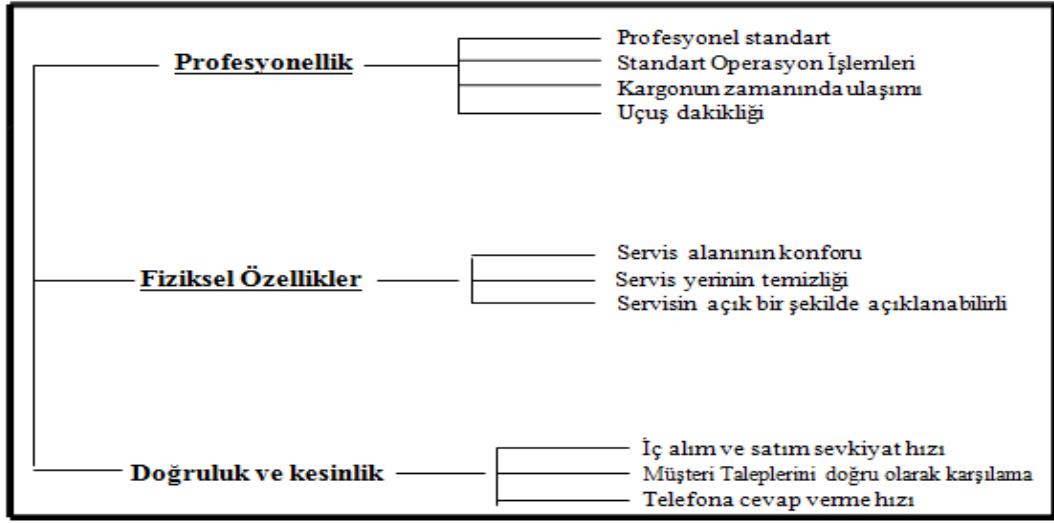 Profesyonellik
Profesyonel standart
Standart Operasyon İşlemleri
Kargonun zamanında ulaşımı
Uçuş dakikliği
Fiziksel Özellikler
Servis alanının konforu
Servis yerinin temizliği
Servisin açık bir şekilde açıklanabilirli
Doğruluk ve kesinlik
İç alım ve satım sevkiyat hızı
Müşteri Taleplerini doğru olarak karşılama
Telefona cevap verme hızı